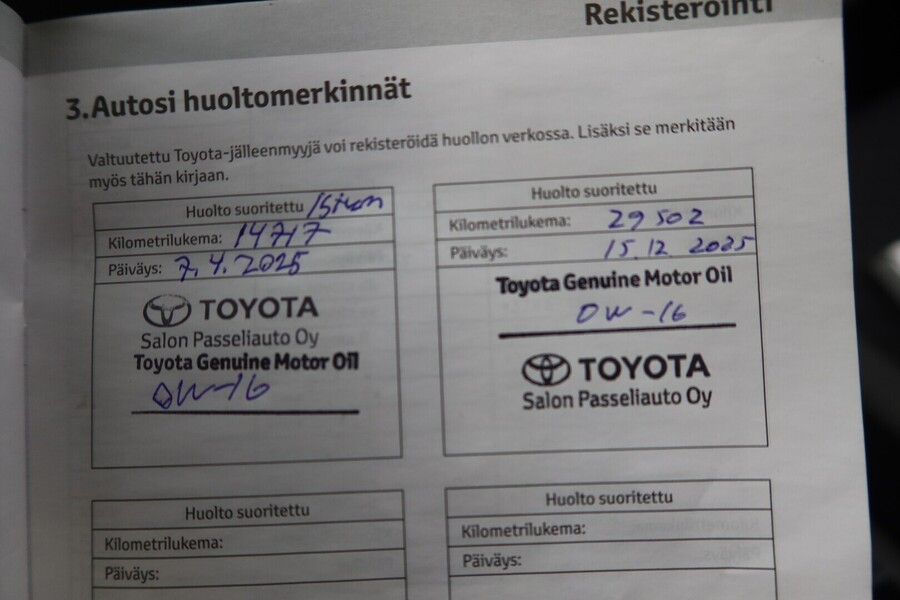 Rekisteröinti
3. Autosi huoltomerkinnät
Valtuutettu Toyota-jälleenmyyjä voi rekisteröidä huollon verkossa. Lisäksi se merkitään
myös tähän kirjaan.
Huolto suoritettu
Kilometrilukema: 14717
Päiväys: 7.4.2025
TOYOTA
Salon Passeliauto Oy
Toyota Genuine Motor Oil
0W-16
Huolto suoritettu
Kilometrilukema: 29502
Päiväys: 15.12 2025
Toyota Genuine Motor Oil
0W-16
TOYOTA
Salon Passeliauto Oy
Huolto suoritettu
Kilometrilukema:
Päiväys:
Huolto suoritettu
Kilometrilukema:
Päiväys: